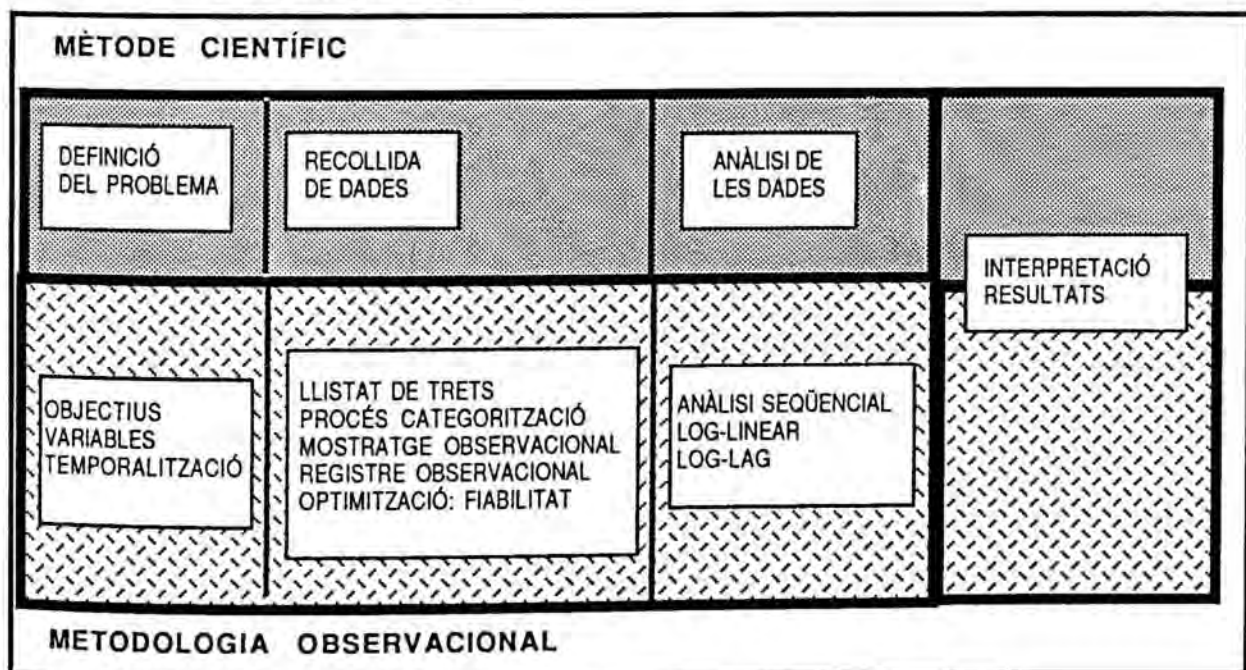 MÈTODE CIENTÍFIC
DEFINICIÓ
DEL PROBLEMA
RECOLLIDA
DE DADES
ANÀLISI DE
LES DADES
INTERPRETACIÓ
RESULTATS
OBJECTIUS
VARIABLES
TEMPORALITZACIÓ
LLISTAT DE TRETS
PROCÉS CATEGORITZACIÓ
MOSTRATGE OBSERVACIONAL
REGISTRE OBSERVACIONAL
OPTIMITZACIÓ: FIABILITAT
ANÀLISI SEQÜENCIAL
LOG-LINEAR
LOG-LAG
METODOLOGIA OBSERVACIONAL